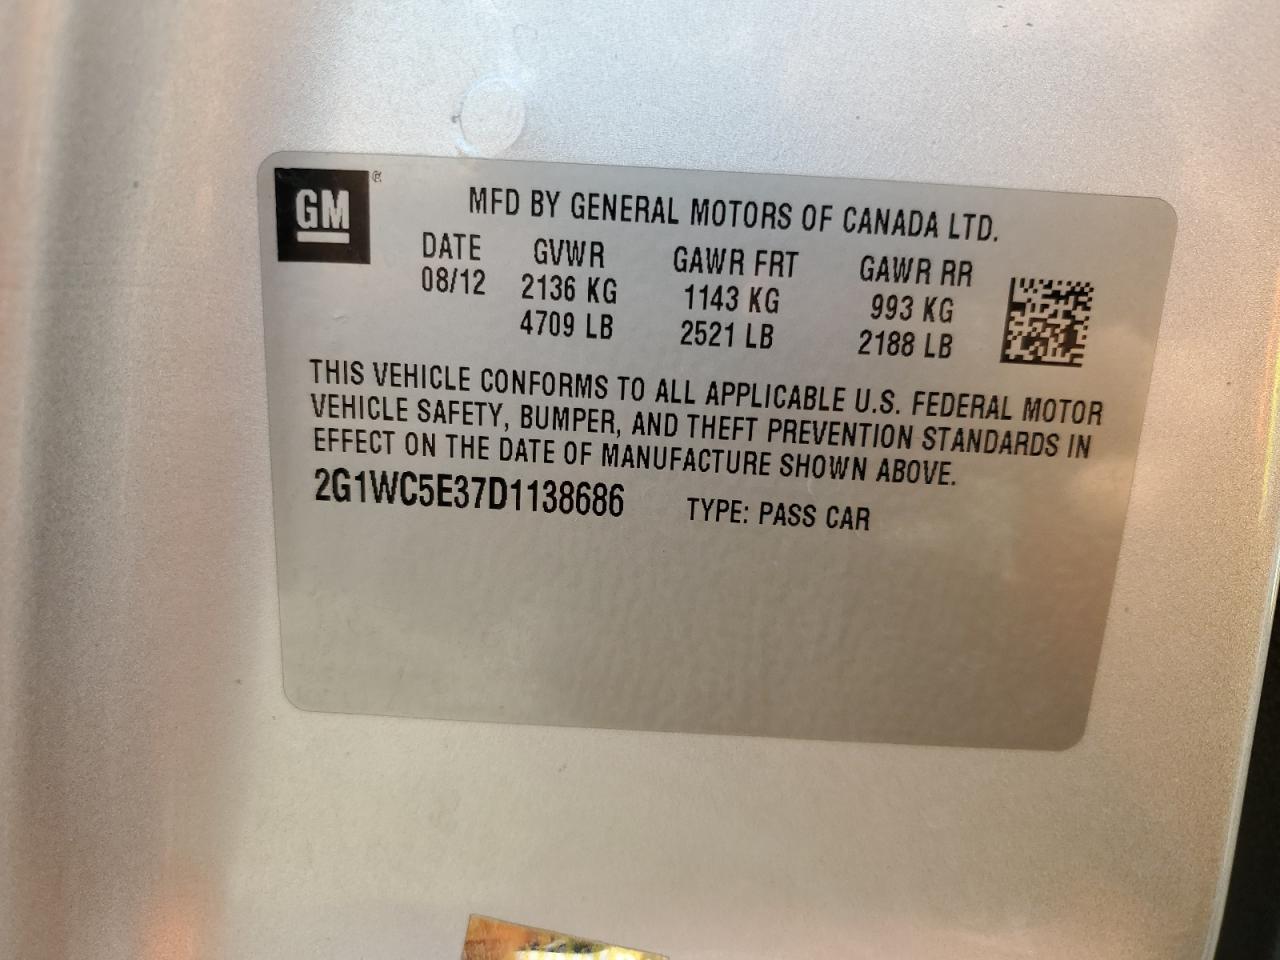 GM ®
MFD BY GENERAL MOTORS OF CANADA LTD.
DATE GVWR GAWR FRT GAWR RR
08/12 2136 KG 1143 KG 993 KG
4709 LB 2521 LB 2188 LB
THIS VEHICLE CONFORMS TO ALL APPLICABLE U.S. FEDERAL MOTOR
VEHICLE SAFETY, BUMPER, AND THEFT PREVENTION STANDARDS IN
EFFECT ON THE DATE OF MANUFACTURE SHOWN ABOVE.
2G1WC5E37D1138686 TYPE: PASS CAR